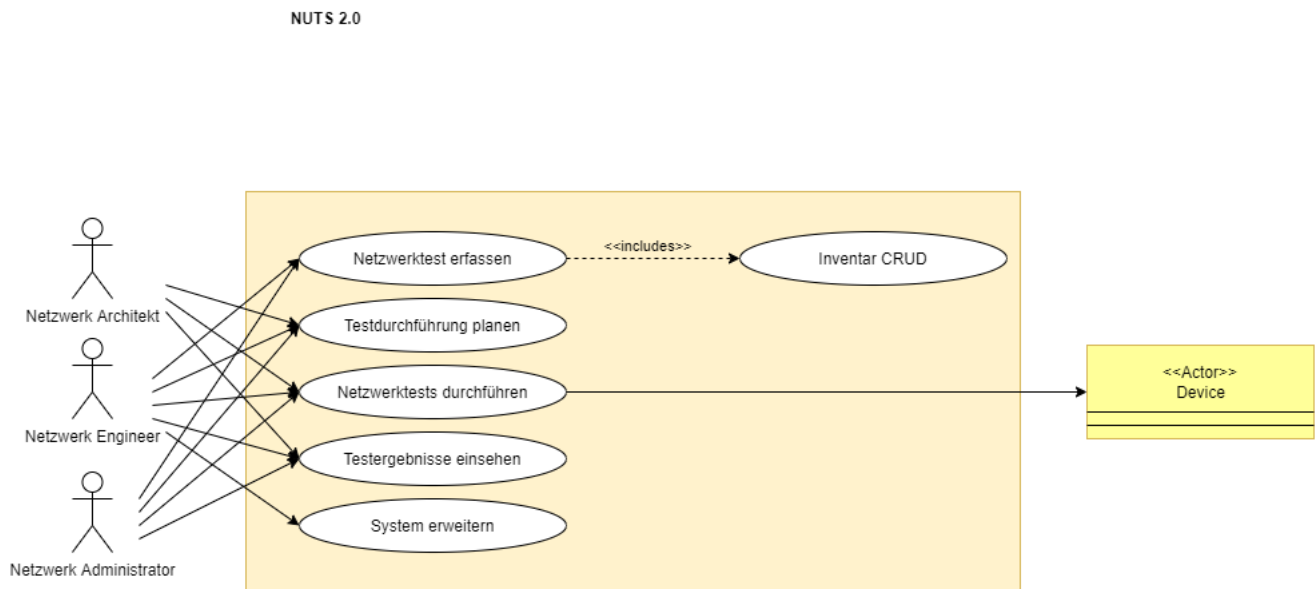 NUTS 2.0
Netzwerk Architekt
Netzwerk Engineer
Netzwerk Administrator
Netzwerktest erfassen
<<includes>>
Inventar CRUD
Testdurchführung planen
Netzwerktests durchführen
Testergebnisse einsehen
System erweitern
<<Actor>>
Device